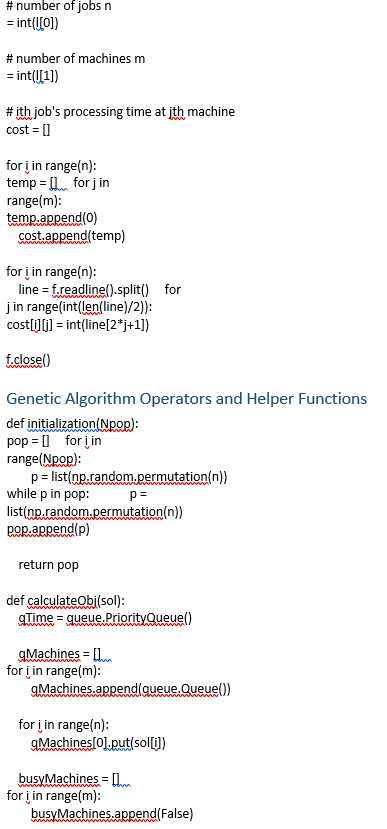 # number of jobs n
= int(l[0])
# number of machines m
= int(l[1])
# ith job's processing time at jth machine
cost = []
for i in range(n):
temp = []    for j in
range(m):
temp.append(0)
cost.append(temp)
for i in range(n):
line = f.readline().split()    for
j in range(int(len(line)/2)):
cost[i][j] = int(line[2*j+1])
f.close()
Genetic Algorithm Operators and Helper Functions
def initialization(Npop):
pop = []    for i in
range(Npop):
p = list(np.random.permutation(n))
while p in pop:    p =
list(np.random.permutation(n))
pop.append(p)
return pop
def calculateObj(sol):
qTime = queue.PriorityQueue()
qMachines = []
for i in range(m):
qMachines.append(queue.Queue())
for i in range(n):
qMachines[0].put(sol[i])
busyMachines = []
for i in range(m):
busyMachines.append(False)